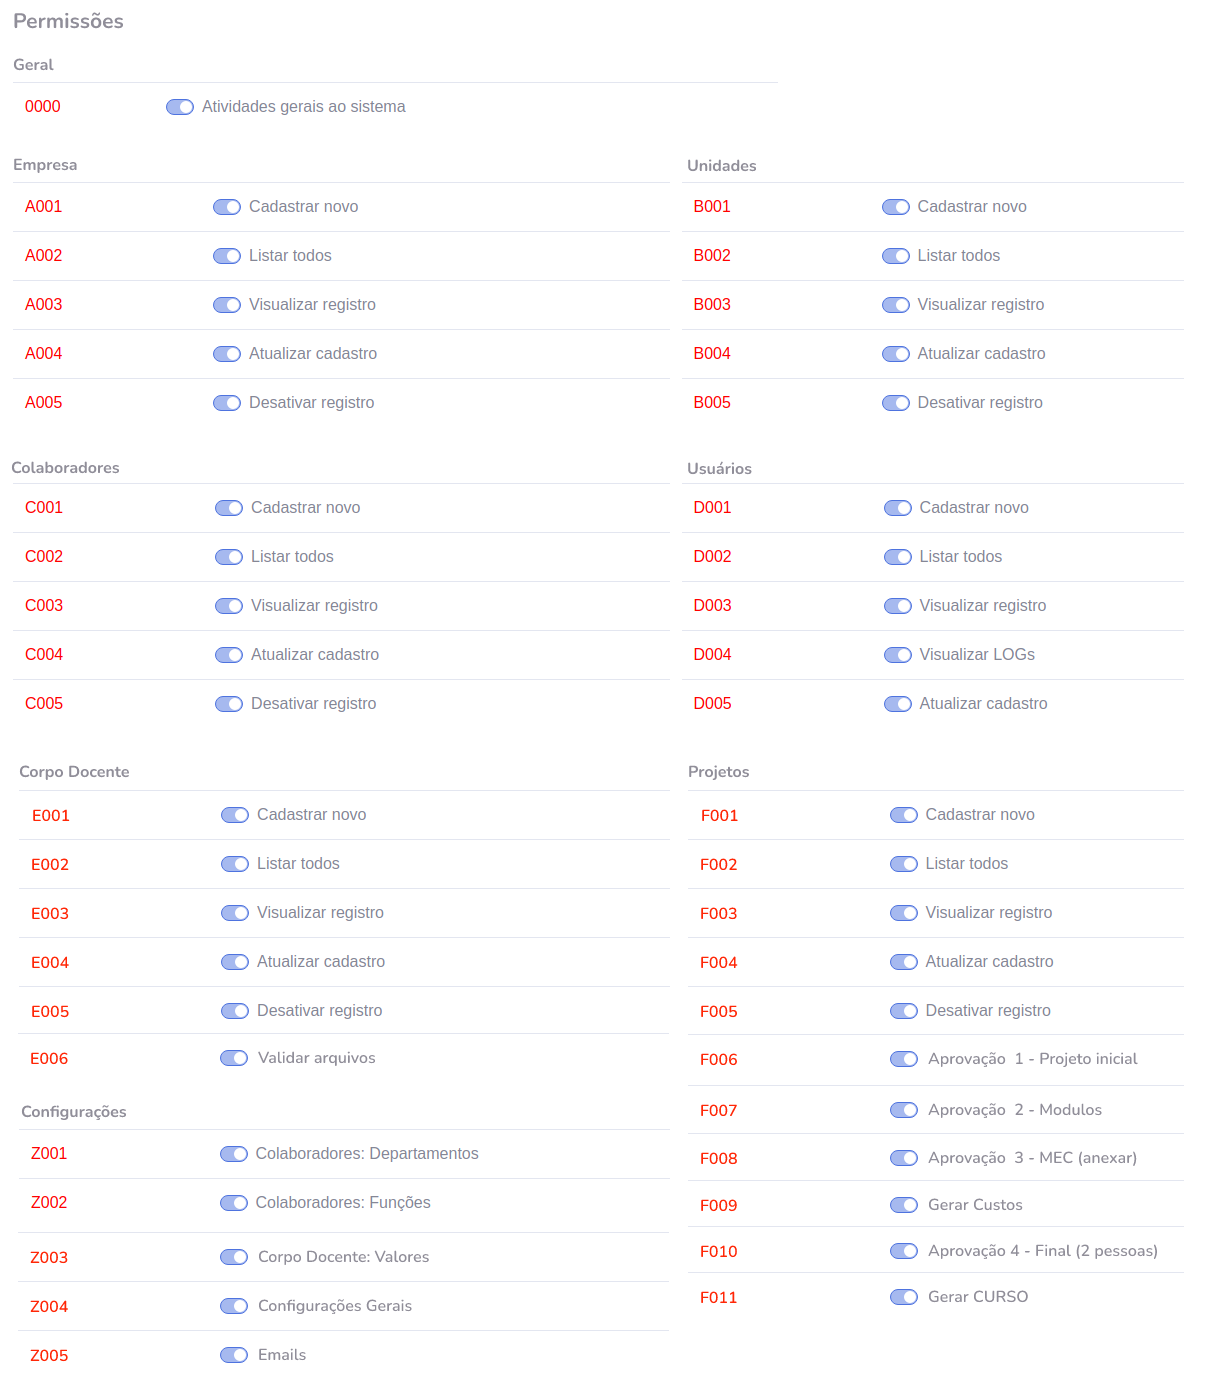 Permissões
Geral
0000 Atividades gerais ao sistema
Empresa
A001 Cadastrar novo
A002 Listar todos
A003 Visualizar registro
A004 Atualizar cadastro
A005 Desativar registro
Unidades
B001 Cadastrar novo
B002 Listar todos
B003 Visualizar registro
B004 Atualizar cadastro
B005 Desativar registro
Colaboradores
C001 Cadastrar novo
C002 Listar todos
C003 Visualizar registro
C004 Atualizar cadastro
C005 Desativar registro
Usuários
D001 Cadastrar novo
D002 Listar todos
D003 Visualizar registro
D004 Visualizar LOGs
D005 Atualizar cadastro
Corpo Docente
E001 Cadastrar novo
E002 Listar todos
E003 Visualizar registro
E004 Atualizar cadastro
E005 Desativar registro
E006 Validar arquivos
Projetos
F001 Cadastrar novo
F002 Listar todos
F003 Visualizar registro
F004 Atualizar cadastro
F005 Desativar registro
F006 Aprovação 1 - Projeto inicial
F007 Aprovação 2 - Modulos
F008 Aprovação 3 - MEC (anexar)
F009 Gerar Custos
F010 Aprovação 4 - Final (2 pessoas)
F011 Gerar CURSO
Configurações
Z001 Colaboradores: Departamentos
Z002 Colaboradores: Funções
Z003 Corpo Docente: Valores
Z004 Configurações Gerais
Z005 Emails